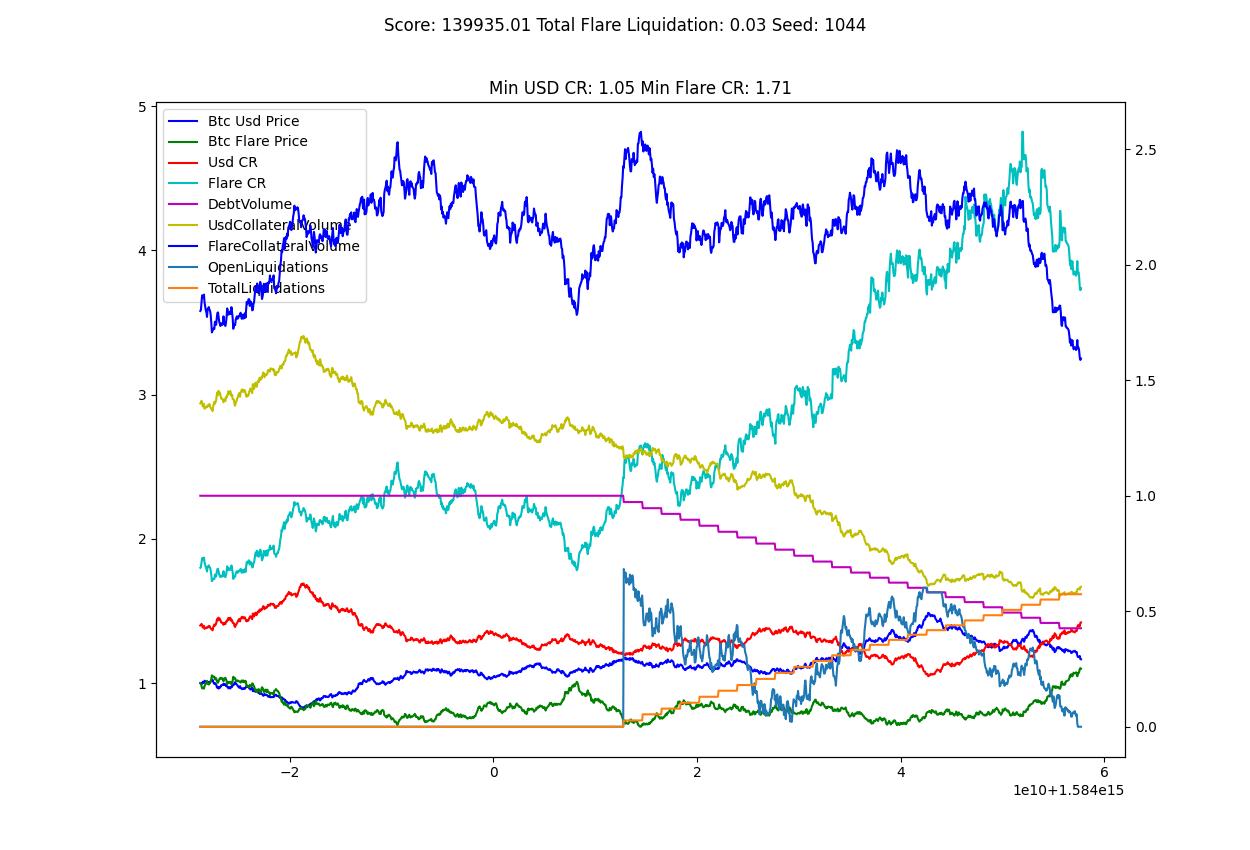 Score: 139935.01 Total Flare Liquidation: 0.03 Seed: 1044
Min USD CR: 1.05 Min Flare CR: 1.71
Btc Usd Price
Btc Flare Price
Usd CR
Flare CR
DebtVolume
UsdCollateralVolume
FlareCollateralVolume
OpenLiquidations
TotalLiquidations
5
4
3
2
1
2.5
2.0
1.5
1.0
0.5
0.0
−2
0
2
4
6
1e10+1.584e15